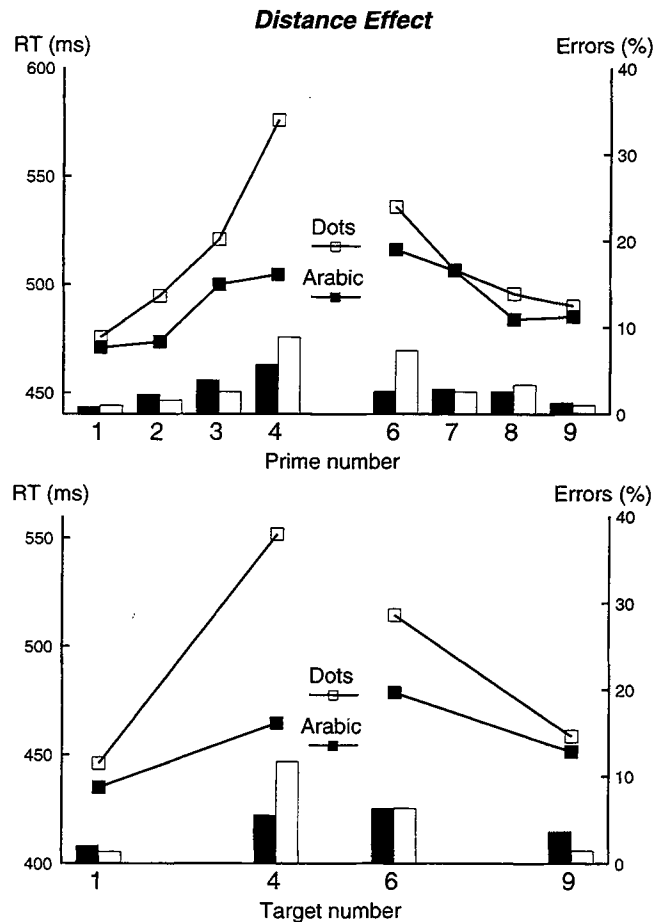 Distance Effect
RT (ms) Errors (%)
600 40
550 30
Dots
20
500 Arabic
10
450
0
1 2 3 4 6 7 8 9
Prime number
RT (ms) Errors (%)
40
550
30
500
Dots
20
Arabic
450
10
400 0
1 4 6 9
Target number